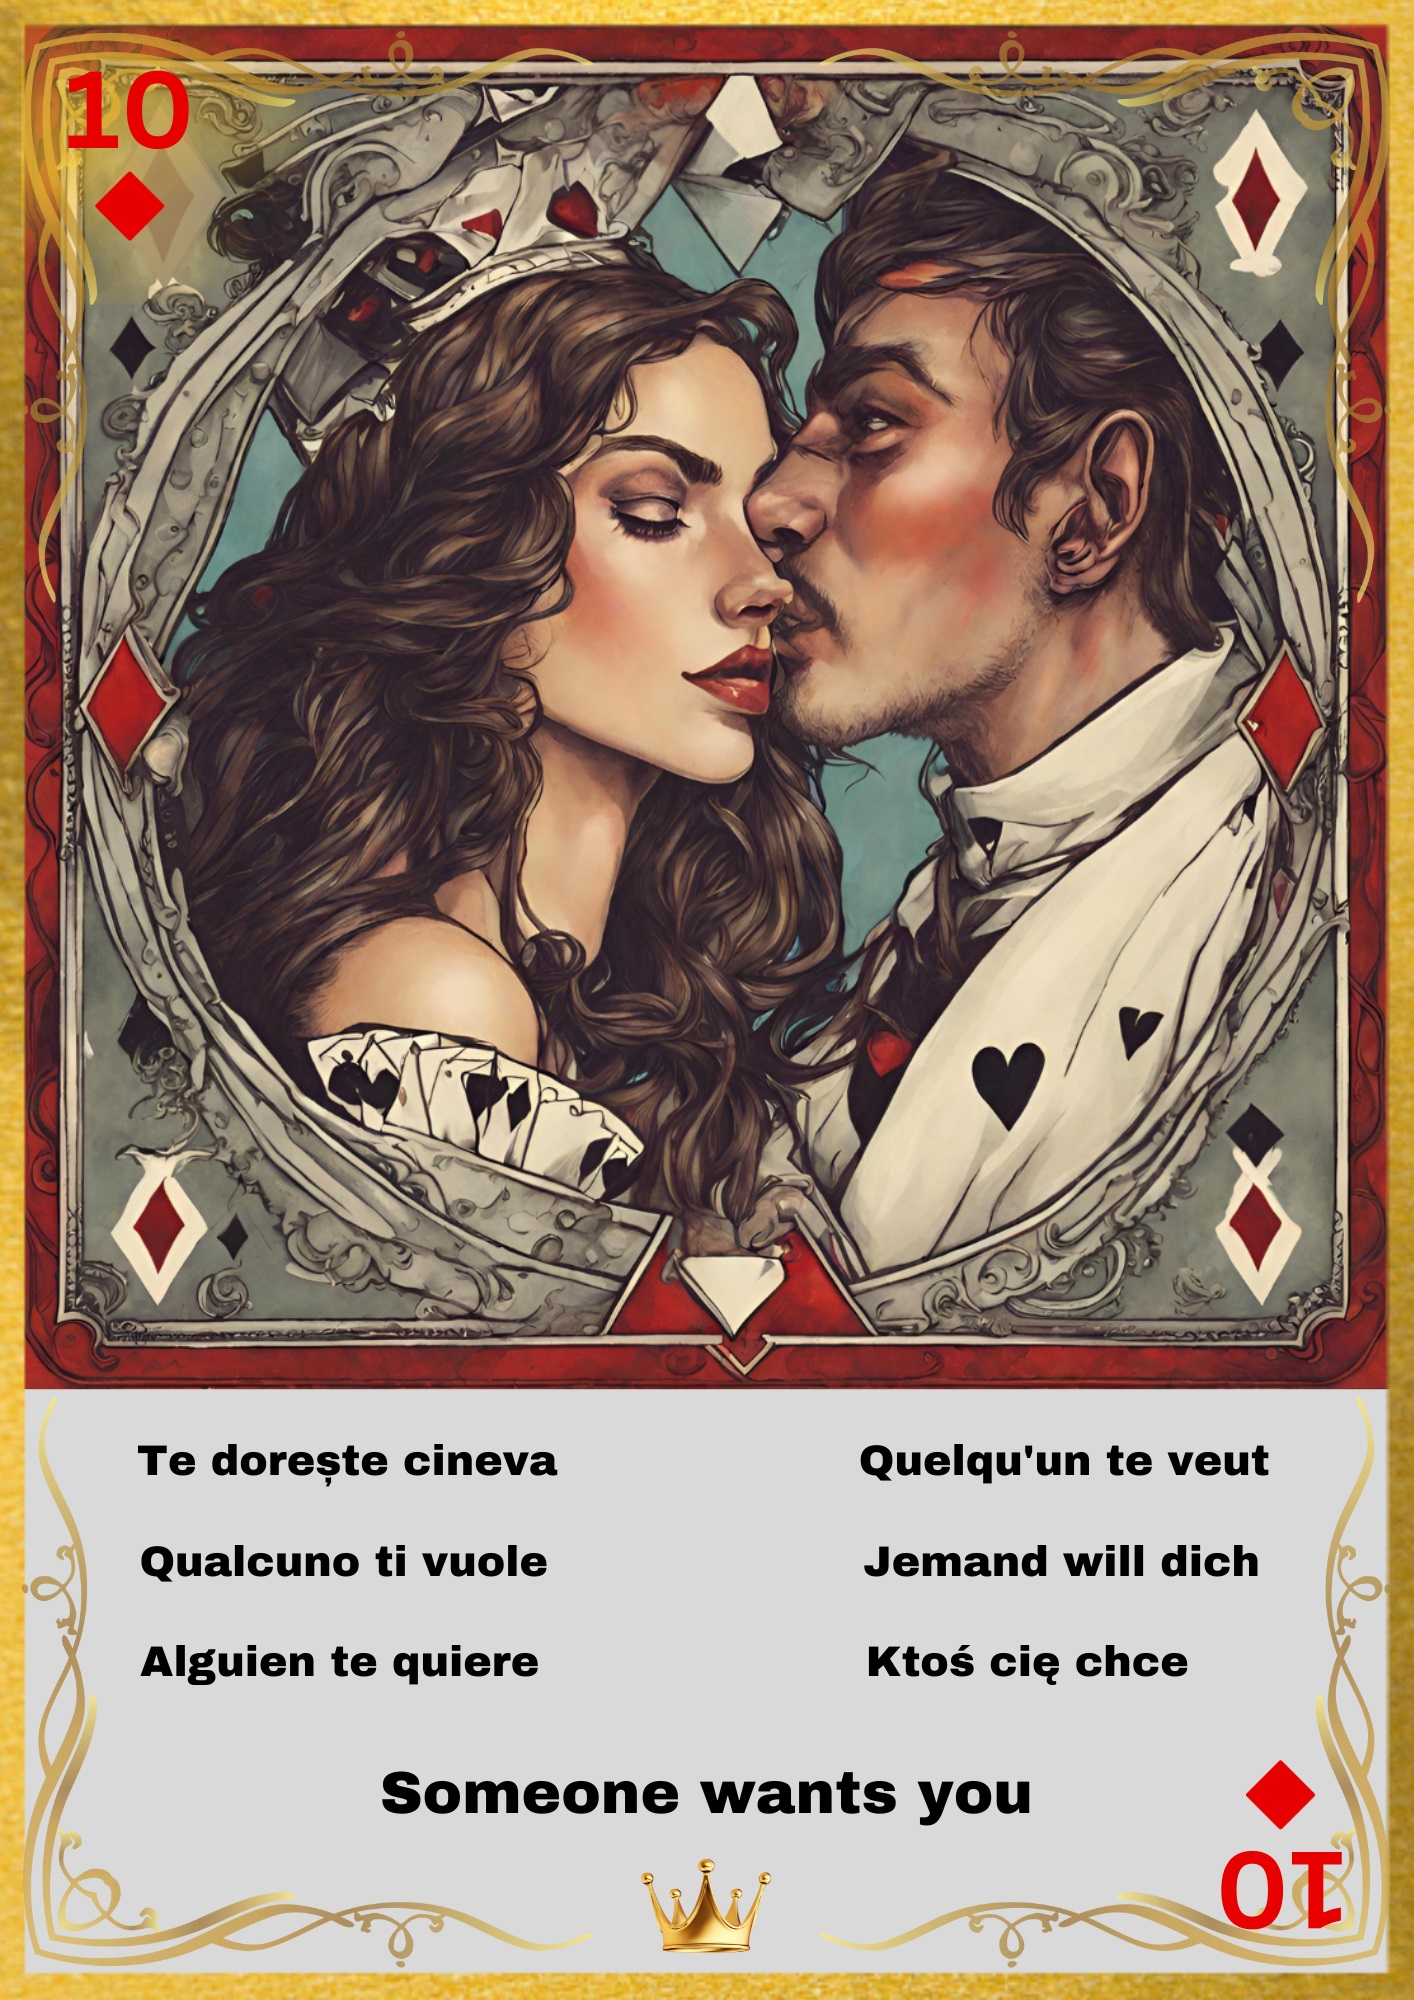 10
Te dorește cineva
Quelqu'un te veut
Qualcuno ti vuole
Jemand will dich
Alguien te quiere
Ktoś cię chce
Someone wants you
10